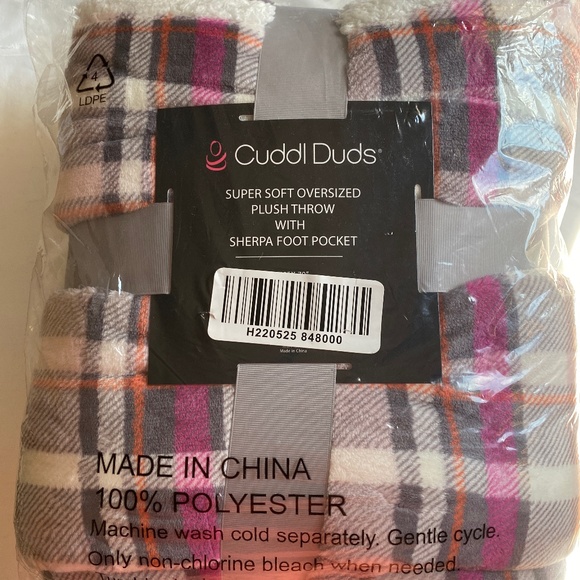 4
LDPE
Cuddl Duds®
SUPER SOFT OVERSIZED
PLUSH THROW
WITH
SHERPA FOOT POCKET
H220525 848000
Made in China
MADE IN CHINA
100% POLYESTER
Machine wash cold separately. Gentle cycle.
Only non-chlorine bleach when needed.